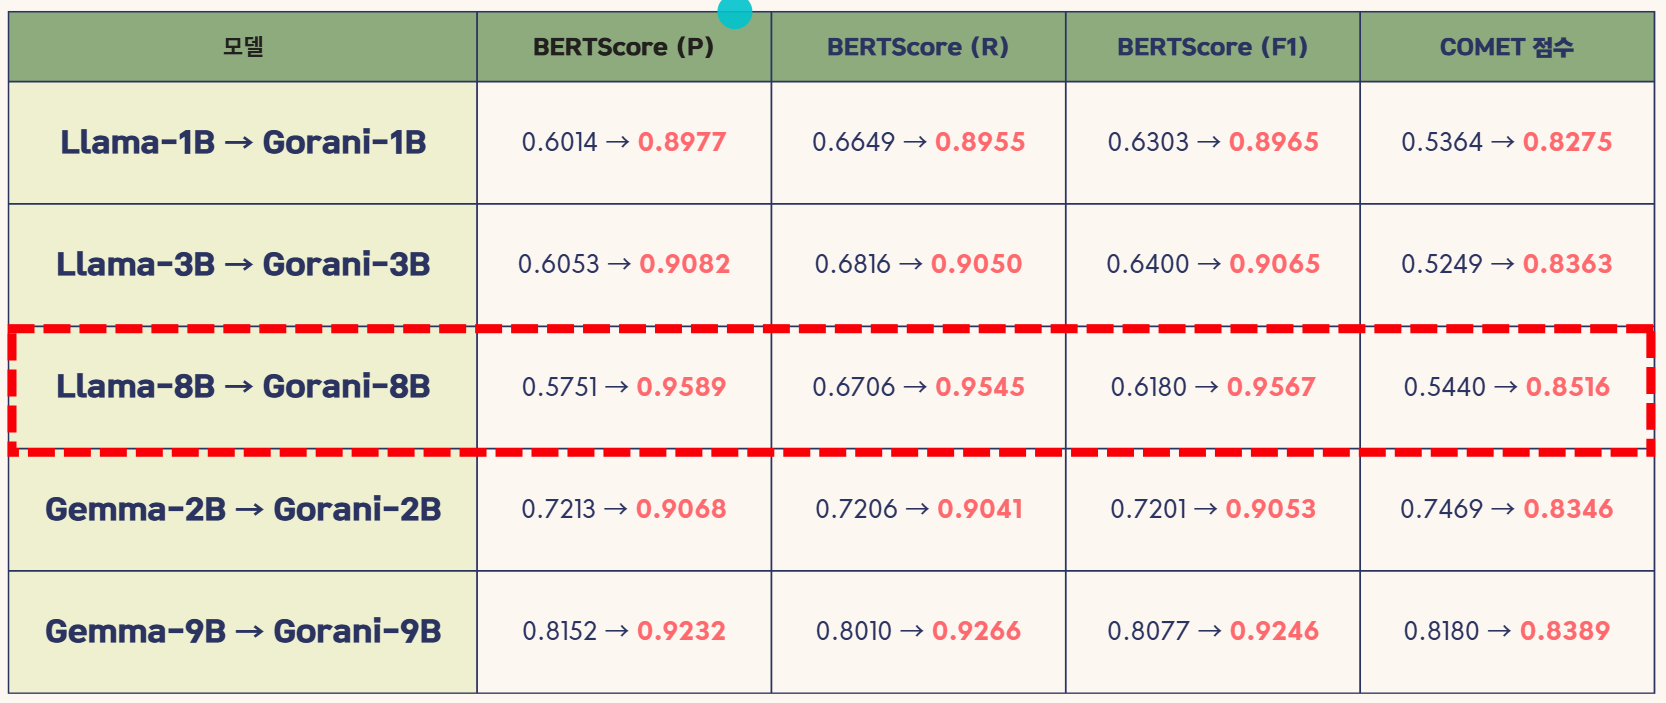 모델 BERTScore (P) BERTScore (R) BERTScore (F1) COMET 점수
Llama-1B → Gorani-1B 0.6014 → 0.8977 0.6649 → 0.8955 0.6303 → 0.8965 0.5364 → 0.8275
Llama-3B → Gorani-3B 0.6053 → 0.9082 0.6816 → 0.9050 0.6400 → 0.9065 0.5249 → 0.8363
Llama-8B → Gorani-8B 0.5751 → 0.9589 0.6706 → 0.9545 0.6180 → 0.9567 0.5440 → 0.8516
Gemma-2B → Gorani-2B 0.7213 → 0.9068 0.7206 → 0.9041 0.7201 → 0.9053 0.7469 → 0.8346
Gemma-9B → Gorani-9B 0.8152 → 0.9232 0.8010 → 0.9266 0.8077 → 0.9246 0.8180 → 0.8389